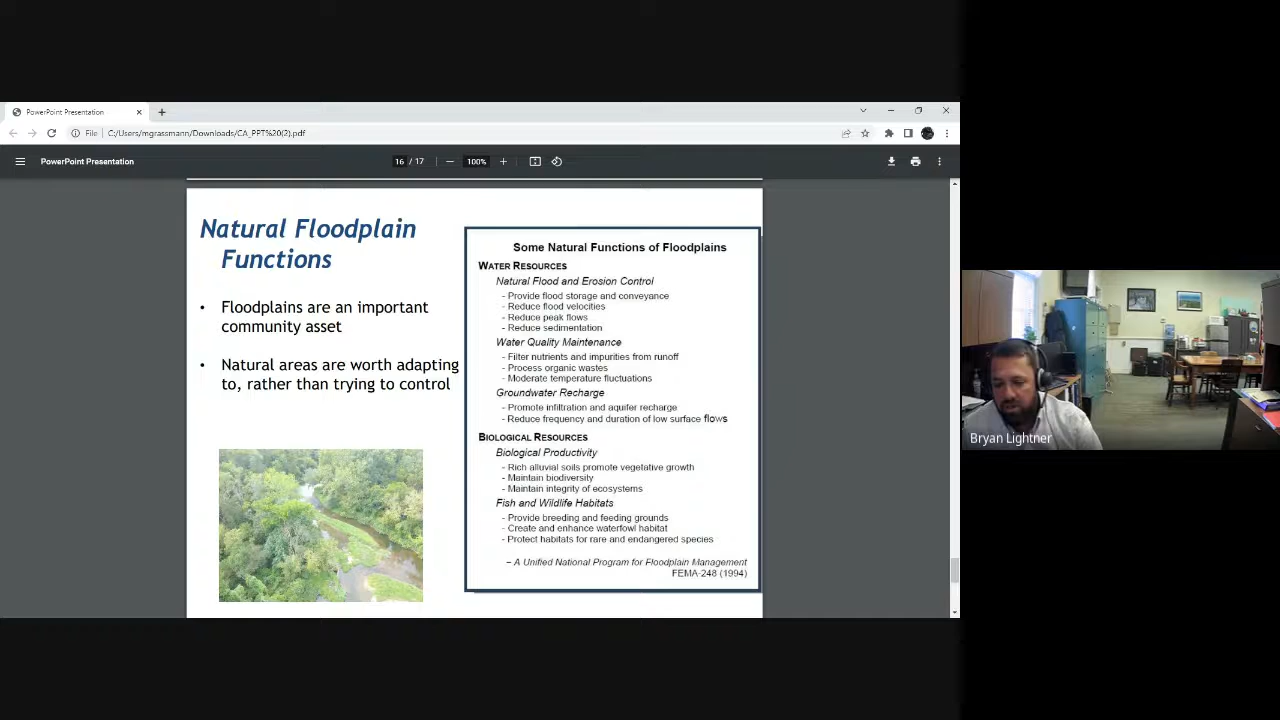 PowerPoint Presentation
File
C:/Users/mgrassmann/Downloads/CA_PPT%20(2).pdf
PowerPoint Presentation
16 / 17
100%
Natural Floodplain
Functions
• Floodplains are an important
community asset
• Natural areas are worth adapting
to, rather than trying to control
Some Natural Functions of Floodplains
WATER RESOURCES
Natural Flood and Erosion Control
- Provide flood storage and conveyance
- Reduce flood velocities
- Reduce peak flows
- Reduce sedimentation
Water Quality Maintenance
- Filter nutrients and impurities from runoff
- Process organic wastes
- Moderate temperature fluctuations
Groundwater Recharge
- Promote infiltration and aquifer recharge
- Reduce frequency and duration of low surface flows
BIOLOGICAL RESOURCES
Biological Productivity
- Rich alluvial soils promote vegetative growth
- Maintain biodiversity
- Maintain integrity of ecosystems
Fish and Wildlife Habitats
- Provide breeding and feeding grounds
- Create and enhance waterfowl habitat
- Protect habitats for rare and endangered species
– A Unified National Program for Floodplain Management
FEMA-248 (1994)
Bryan Lightner